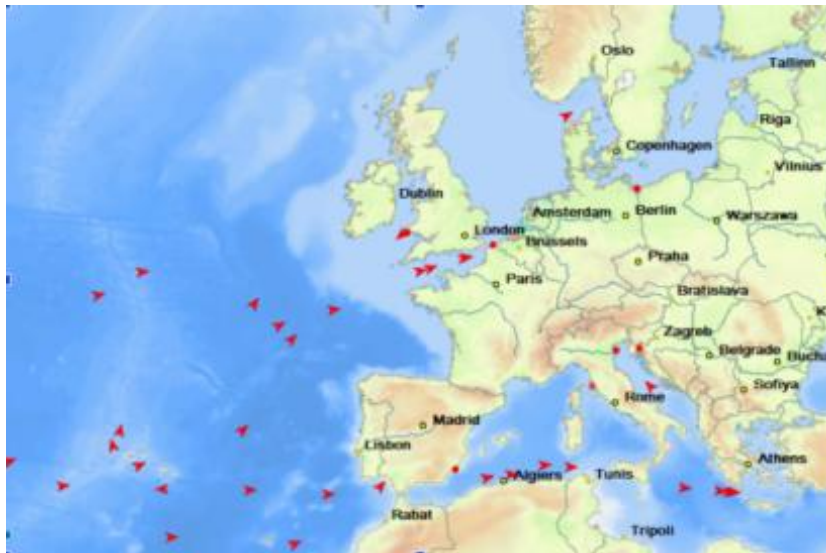 Oslo
Tallinn
Riga
Copenhagen
Vilnius
Dublin
Amsterdam
Berlin
Warszawa
London
Brussels
Praha
Paris
Bratislava
Zagreb
Belgrade
Bucha
Sofiya
Rome
Madrid
Lisbon
Athens
Algiers
Tunis
Rabat
Tripoli